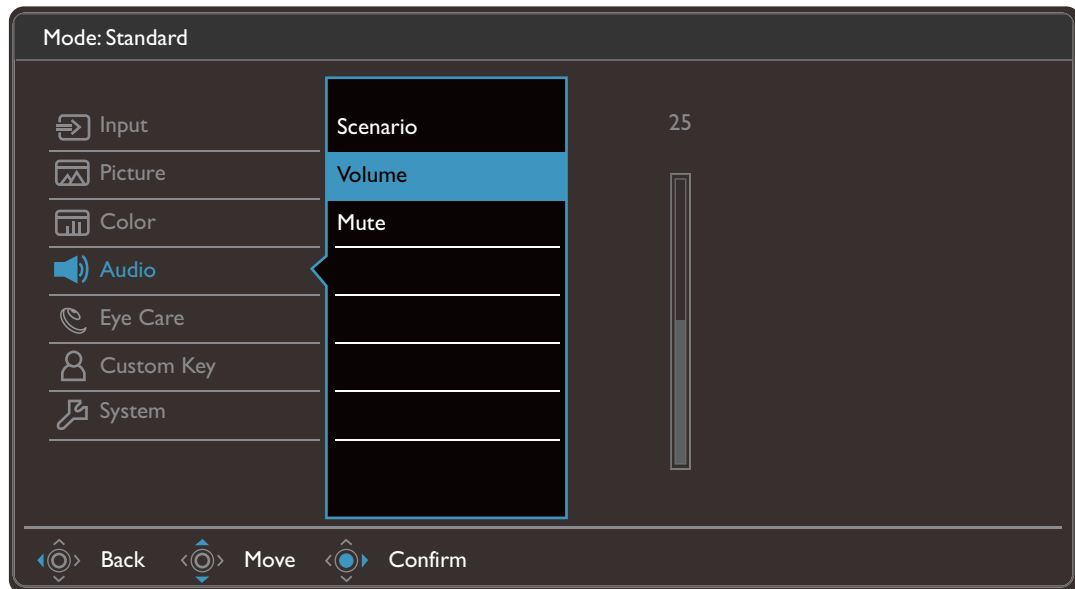 Mode: Standard
Input
Picture
Color
Audio
Eye Care
Custom Key
System
Scenario
Volume
Mute
25
Back Move Confirm